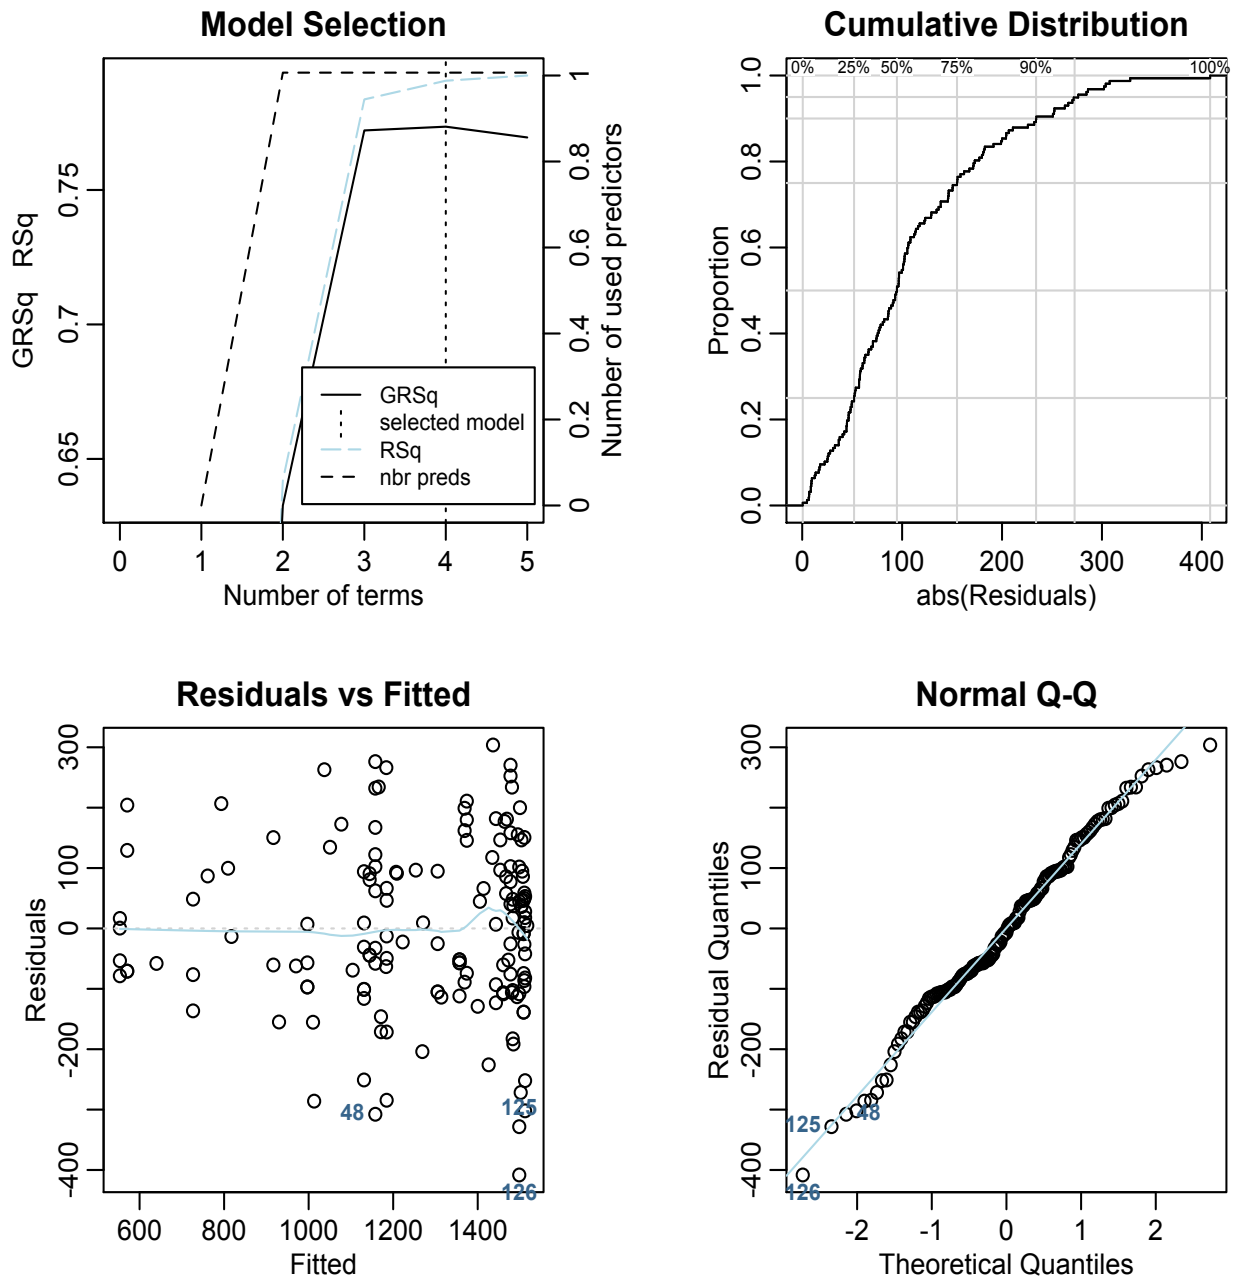 Model Selection
GRSq RSq
0.65 0.7 0.75
0 0.2 0.4 0.6 0.8 1
Number of used predictors
GRSq
selected model
RSq
nbr preds
0 1 2 3 4 5
Number of terms
Cumulative Distribution
0% 25% 50% 75% 90% 100%
Proportion
0.0 0.2 0.4 0.6 0.8 1.0
0 100 200 300 400
abs(Residuals)
Residuals vs Fitted
Residuals
-400 -200 0 100 300
48
125
126
600 800 1000 1200 1400
Fitted
Normal Q-Q
Residual Quantiles
-400 -200 0 100 300
125
48
126
-2 -1 0 1 2
Theoretical Quantiles